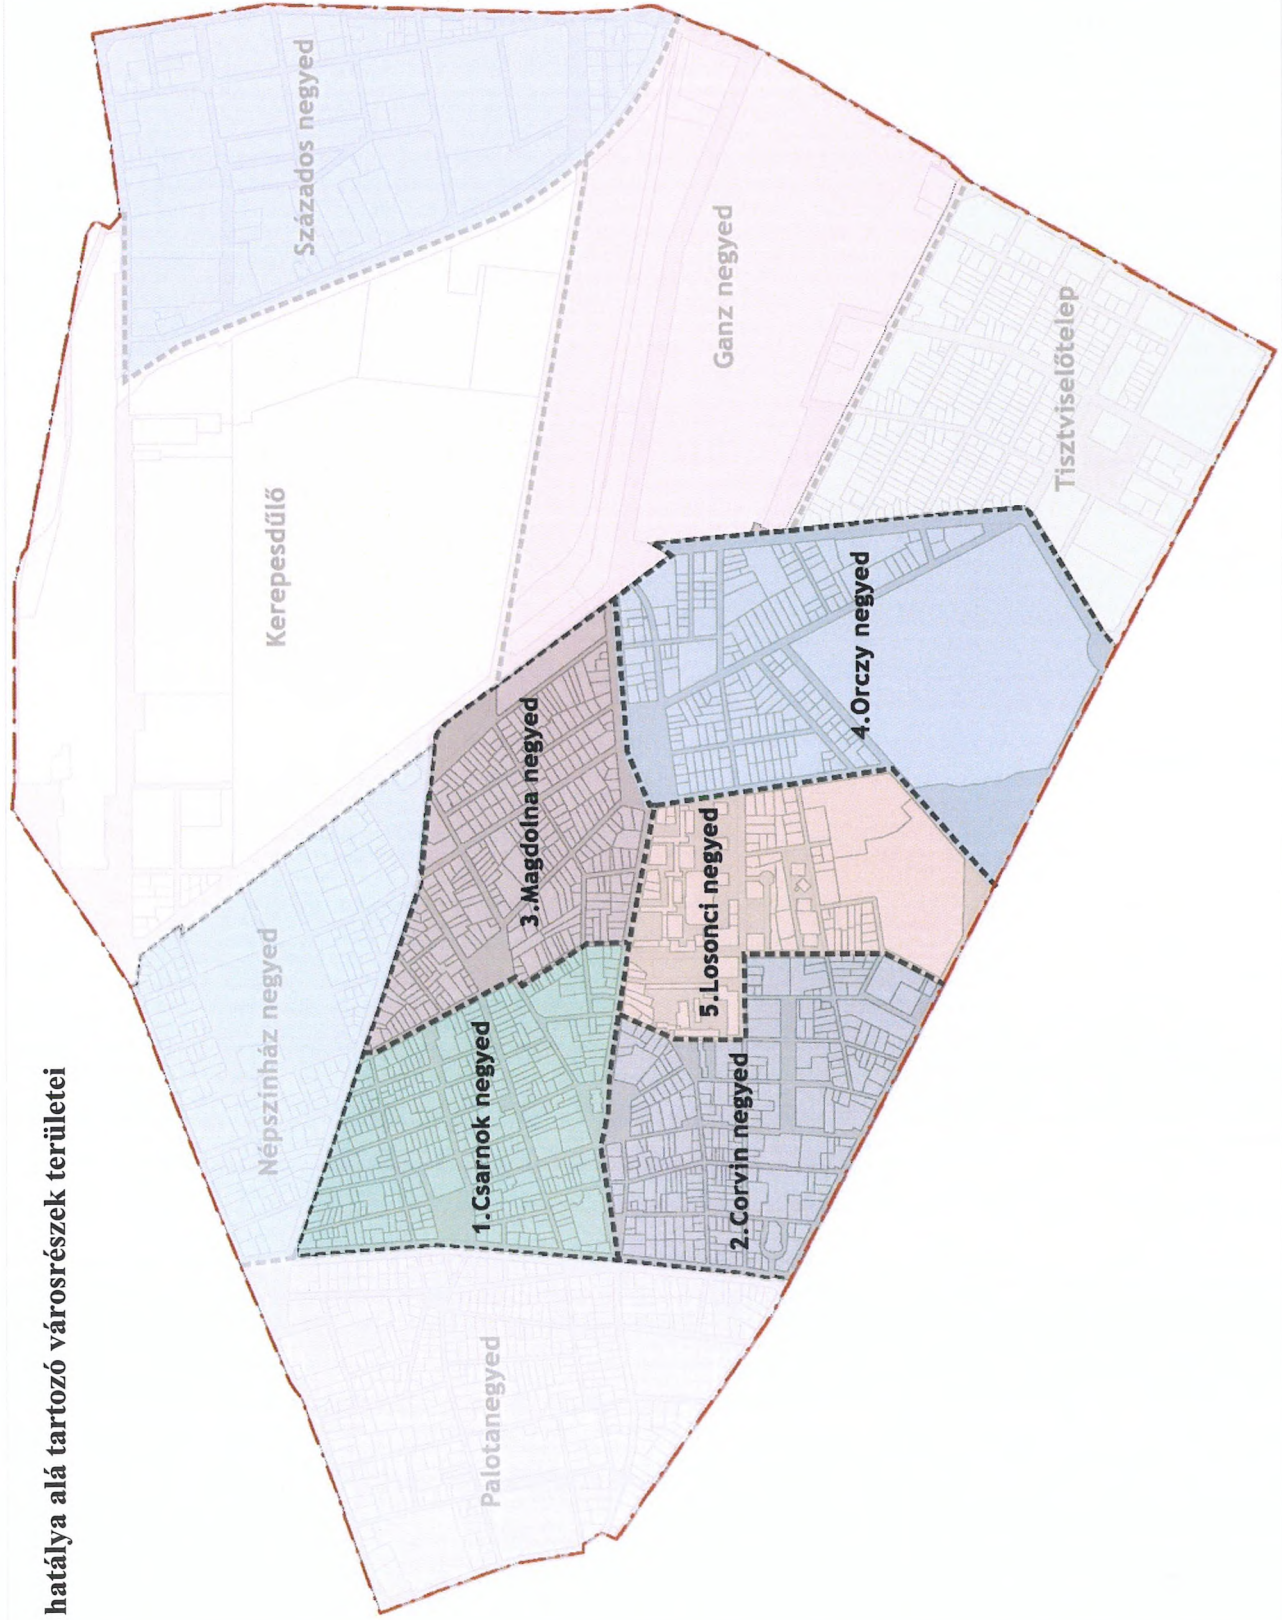 hatálya alá tartozó városrészek területei
Palotanegyed
Népszínház negyed
Kerepesdűlő
Százados negyed
1.Csarnok negyed
3.Magdolna negyed
Ganz negyed
2.Corvin negyed
5.Losonci negyed
4.Orczy negyed
Tisztviselőtelep